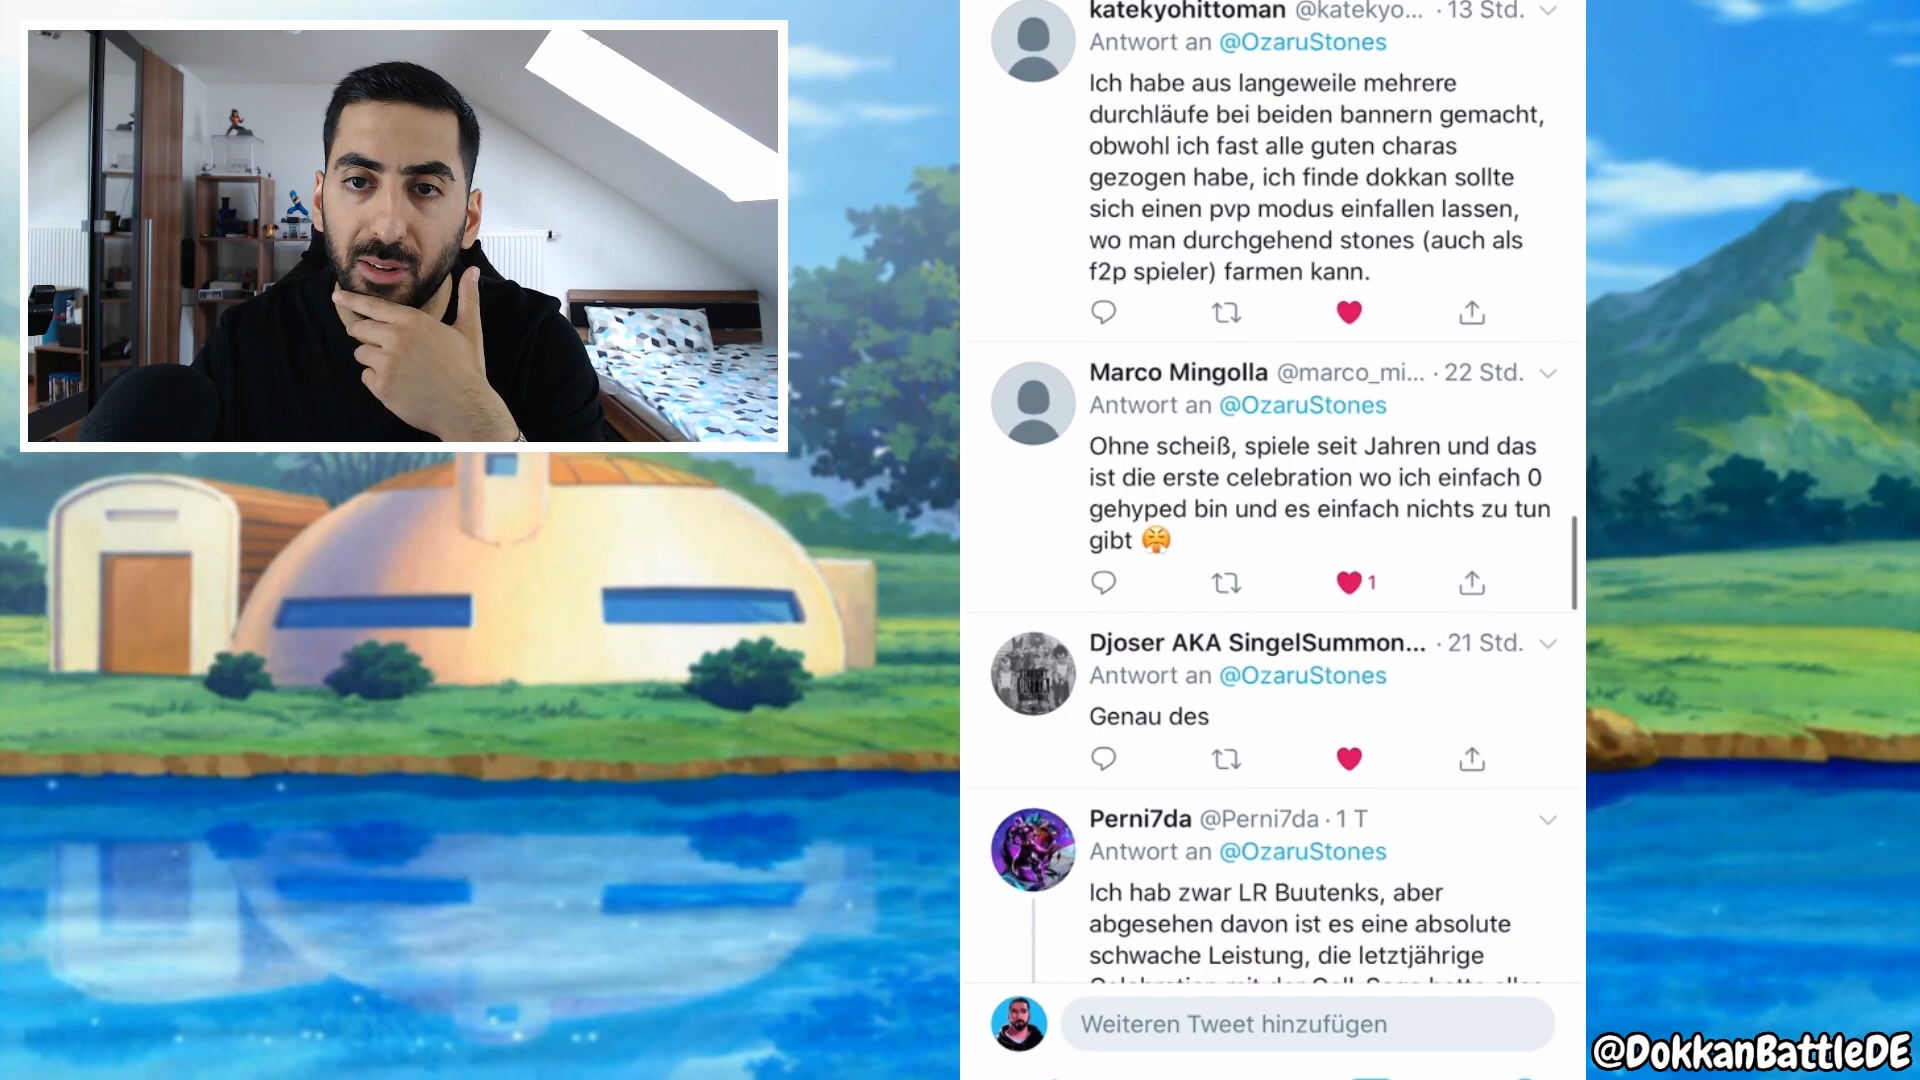 katekyohittoman @katekyo... · 13 Std.
Antwort an @OzaruStones
Ich habe aus langeweile mehrere
durchläufe bei beiden bannern gemacht,
obwohl ich fast alle guten charas
gezogen habe, ich finde dokkan sollte
sich einen pvp modus einfallen lassen,
wo man durchgehend stones (auch als
f2p spieler) farmen kann.
Marco Mingolla @marco_mi... · 22 Std.
Antwort an @OzaruStones
Ohne scheiß, spiele seit Jahren und das
ist die erste celebration wo ich einfach 0
gehyped bin und es einfach nichts zu tun
gibt 😤
1
Djoser AKA SingelSummon... · 21 Std.
Antwort an @OzaruStones
Genau des
Perni7da @Perni7da · 1 T
Antwort an @OzaruStones
Ich hab zwar LR Buutenks, aber
abgesehen davon ist es eine absolute
schwache Leistung, die letztjährige
Weiteren Tweet hinzufügen
@DokkanBattleDE